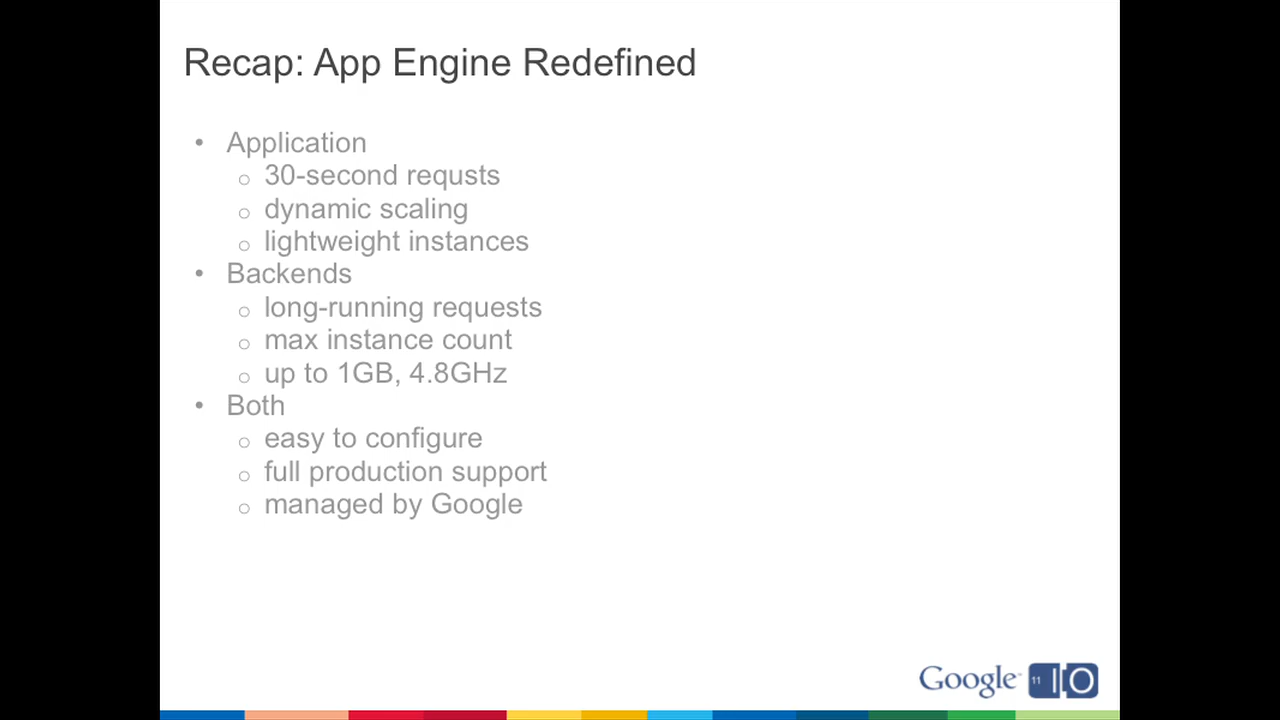 Recap: App Engine Redefined
• Application
o 30-second requsts
o dynamic scaling
o lightweight instances
• Backends
o long-running requests
o max instance count
o up to 1GB, 4.8GHz
• Both
o easy to configure
o full production support
o managed by Google
Google 11 IO